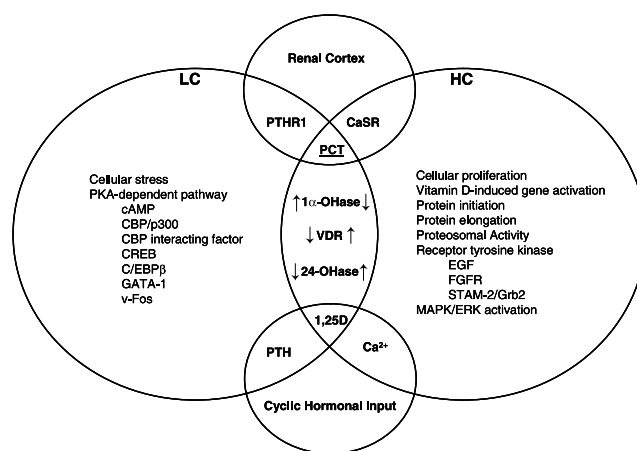 Renal Cortex
LC
HC
PTHR1
CaSR
PCT
Cellular stress
PKA-dependent pathway
cAMP
CBP/p300
CBP interacting factor
CREB
C/EBPβ
GATA-1
v-Fos
↑1α-OHase↓
↓VDR↑
↓24-OHase↑
Cellular proliferation
Vitamin D-induced gene activation
Protein initiation
Protein elongation
Proteosomal Activity
Receptor tyrosine kinase
EGF
FGFR
STAM-2/Grb2
MAPK/ERK activation
1,25D
PTH
Ca²⁺
Cyclic Hormonal Input